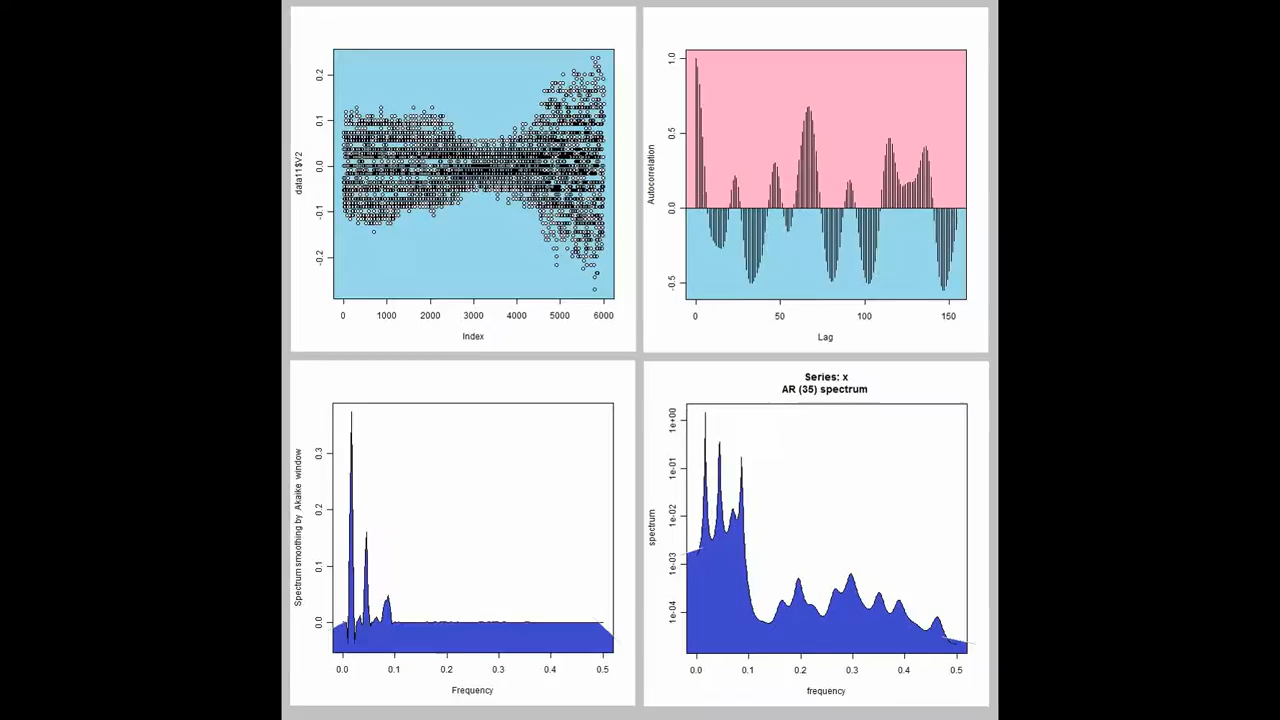 data11$V2
0.2
0.1
0.0
-0.1
-0.2
0 1000 2000 3000 4000 5000 6000
Index
Autocorrelation
1.0
0.5
0.0
-0.5
0 50 100 150
Lag
Spectrum smoothing by Akaike window
0.3
0.2
0.1
0.0
0.0 0.1 0.2 0.3 0.4 0.5
Frequency
Series: x
AR (35) spectrum
spectrum
1e+00
1e-01
1e-02
1e-03
1e-04
0.0 0.1 0.2 0.3 0.4 0.5
frequency